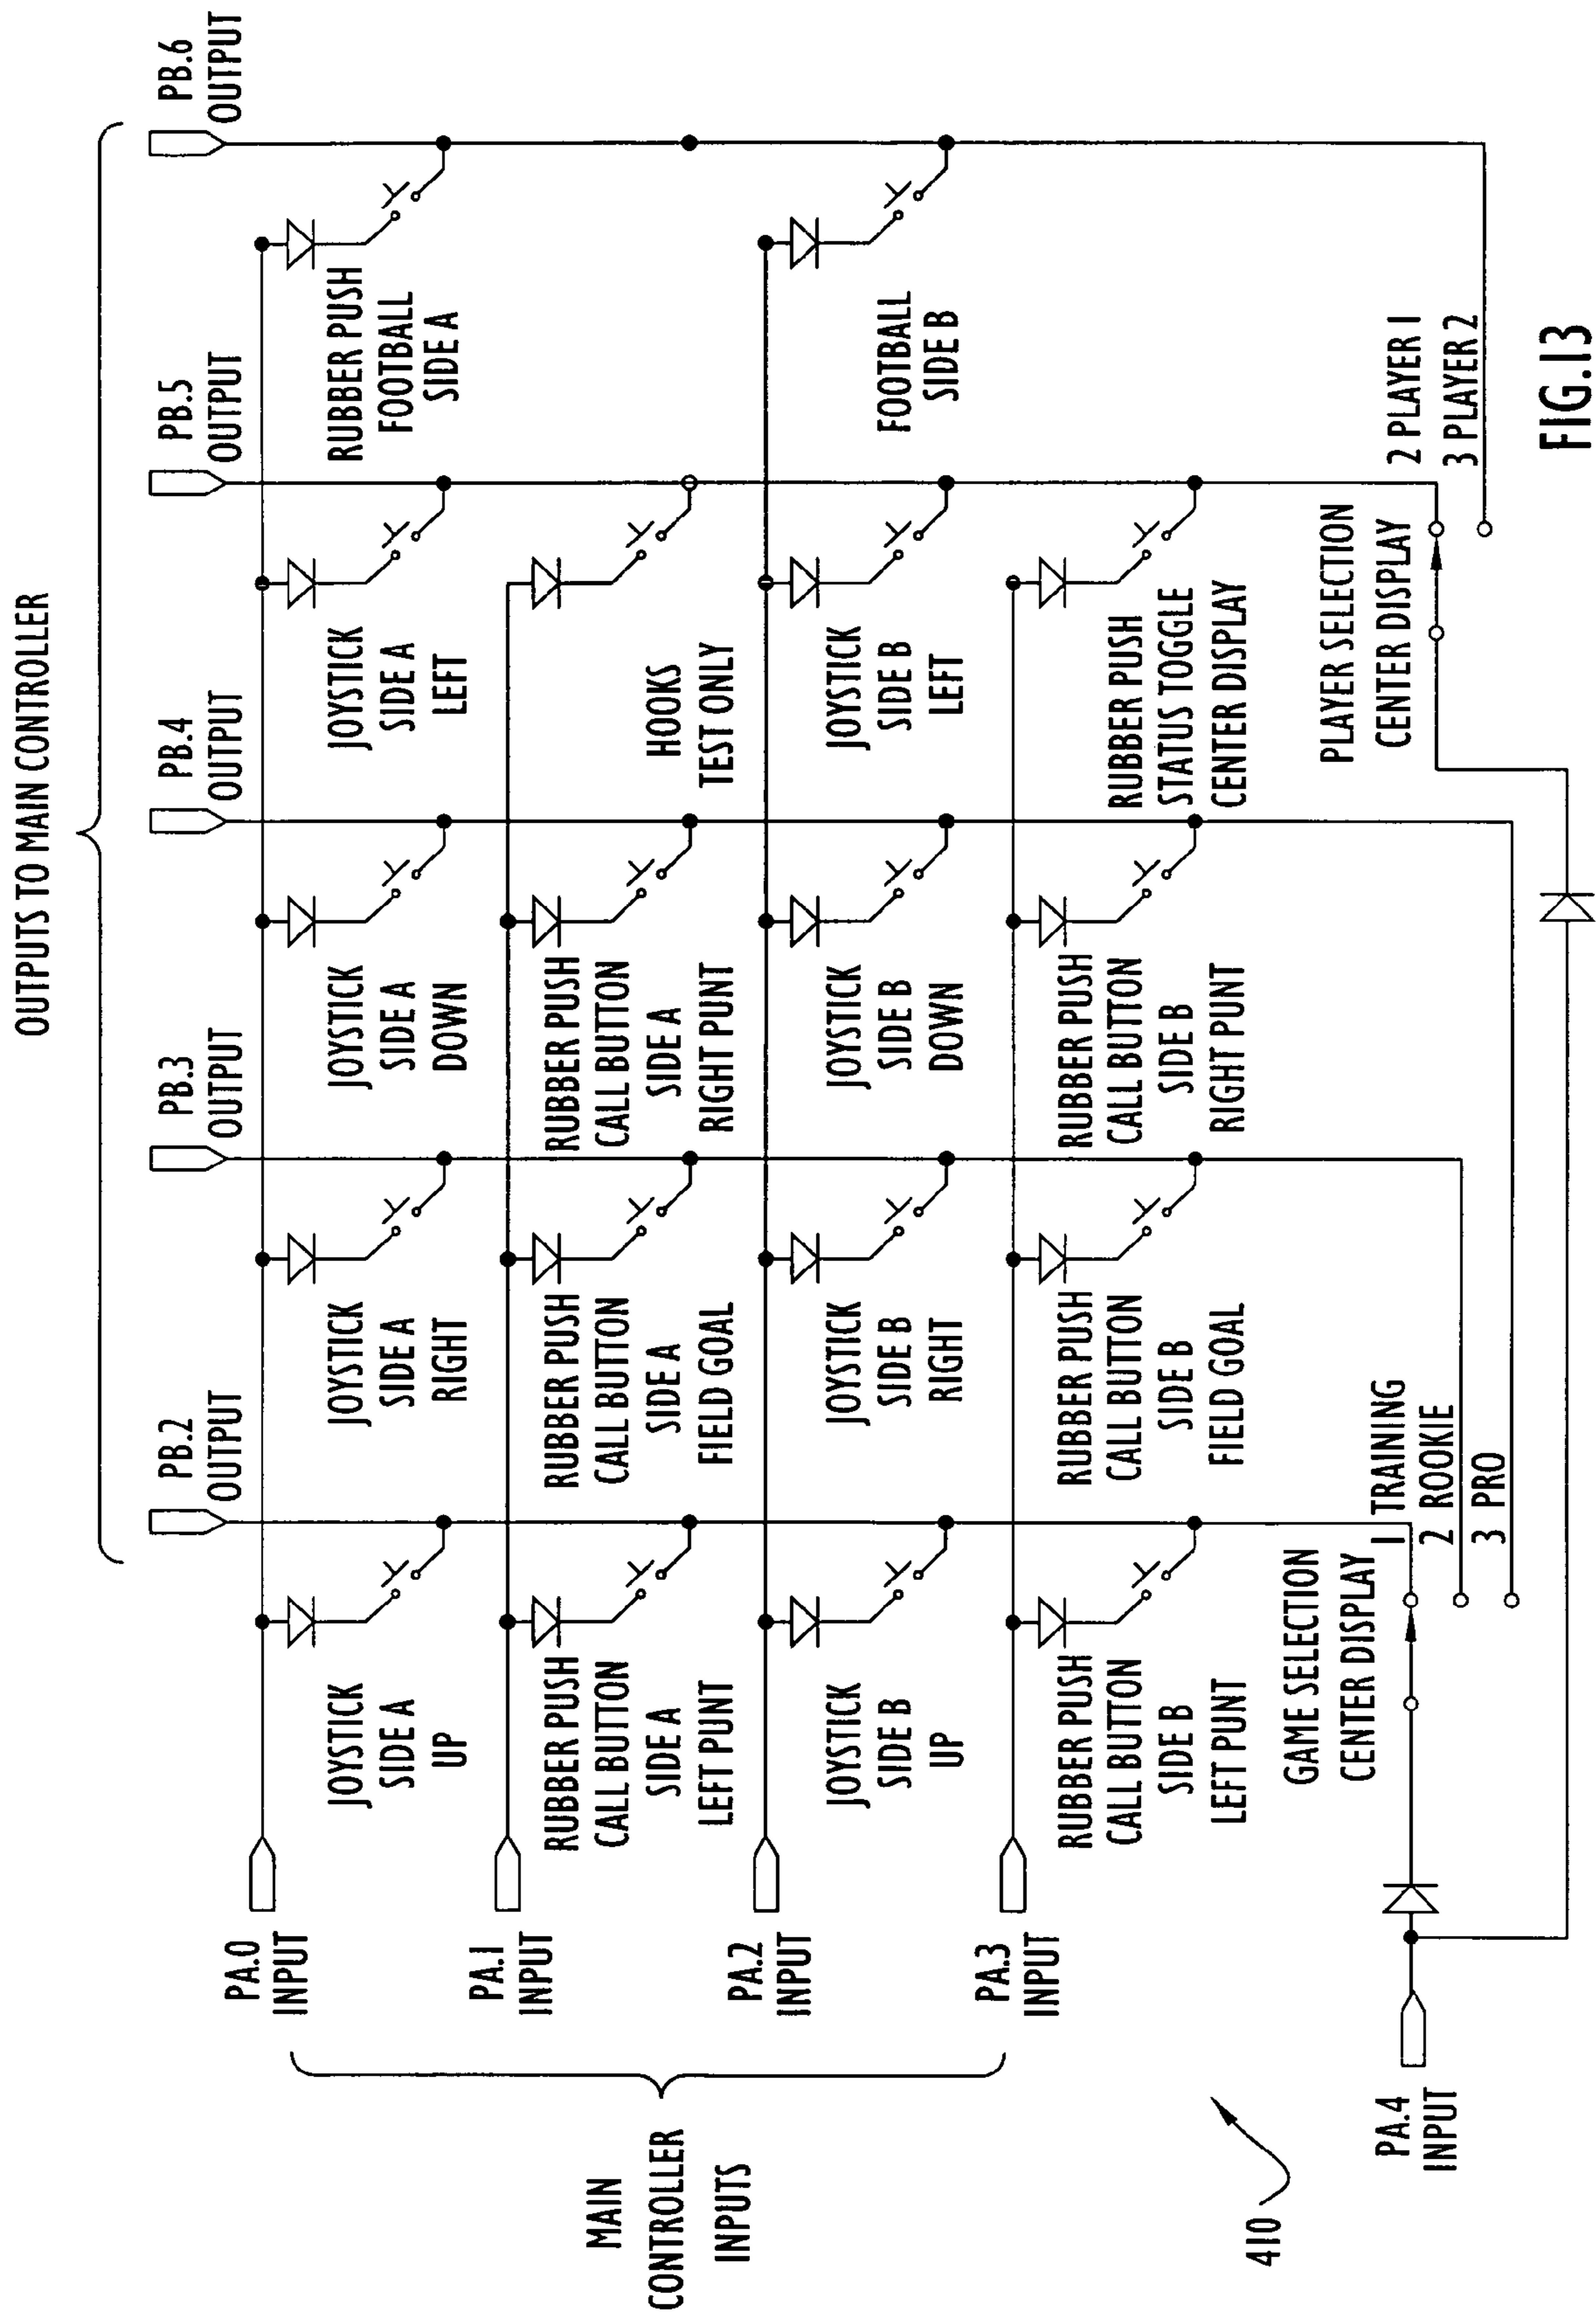 OUTPUTS TO MAIN CONTROLLER
PB.2
OUTPUT
PB.3
OUTPUT
PB.4
OUTPUT
PB.5
OUTPUT
PB.6
OUTPUT
MAIN
CONTROLLER
INPUTS
PA.0
INPUT
JOYSTICK
SIDE A
UP
JOYSTICK
SIDE A
RIGHT
JOYSTICK
SIDE A
DOWN
JOYSTICK
SIDE A
LEFT
RUBBER PUSH
FOOTBALL
SIDE A
PA.1
INPUT
RUBBER PUSH
CALL BUTTON
SIDE A
LEFT PUNT
RUBBER PUSH
CALL BUTTON
SIDE A
FIELD GOAL
RUBBER PUSH
CALL BUTTON
SIDE A
RIGHT PUNT
HOOKS
TEST ONLY
PA.2
INPUT
JOYSTICK
SIDE B
UP
JOYSTICK
SIDE B
RIGHT
JOYSTICK
SIDE B
DOWN
JOYSTICK
SIDE B
LEFT
FOOTBALL
SIDE B
PA.3
INPUT
RUBBER PUSH
CALL BUTTON
SIDE B
LEFT PUNT
RUBBER PUSH
CALL BUTTON
SIDE B
FIELD GOAL
RUBBER PUSH
CALL BUTTON
SIDE B
RIGHT PUNT
RUBBER PUSH
STATUS TOGGLE
CENTER DISPLAY
PA.4
INPUT
GAME SELECTION
CENTER DISPLAY
1 TRAINING
2 ROOKIE
3 PRO
PLAYER SELECTION
CENTER DISPLAY
2 PLAYER 1
3 PLAYER 2
410
FIG.13